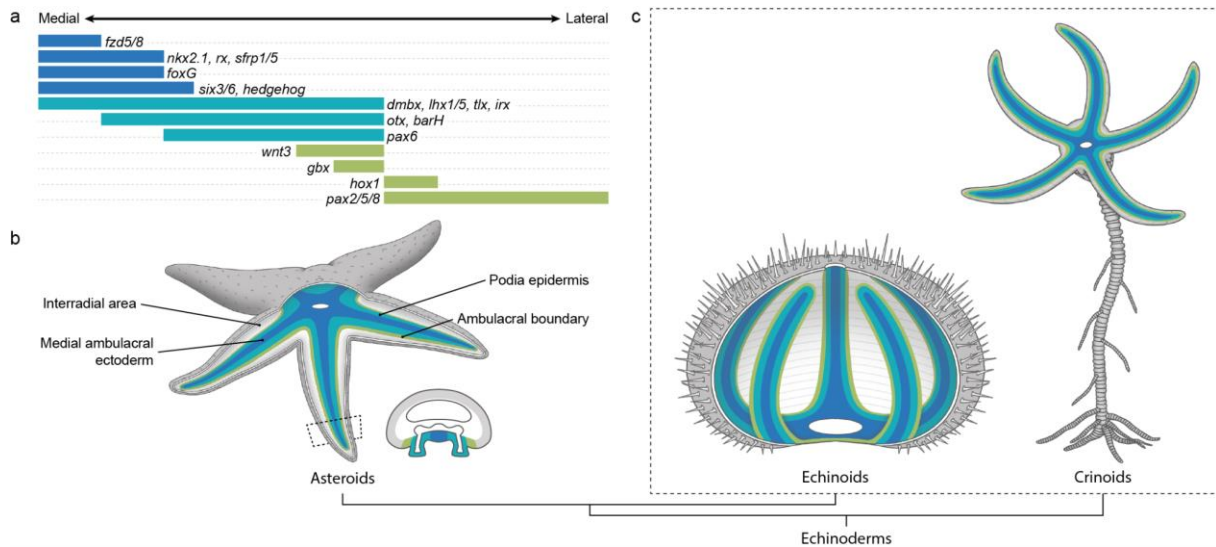 a
Medial
Lateral
fzd5/8
nkx2.1, rx, sfrp1/5
foxG
six3/6, hedgehog
dmbx, lhx1/5, tlx, irx
otx, barH
pax6
wnt3
gbx
hox1
pax2/5/8
b
Interradial area
Medial ambulacral
ectoderm
Podia epidermis
Ambulacral boundary
Asteroids
c
Echinoids
Crinoids
Echinoderms